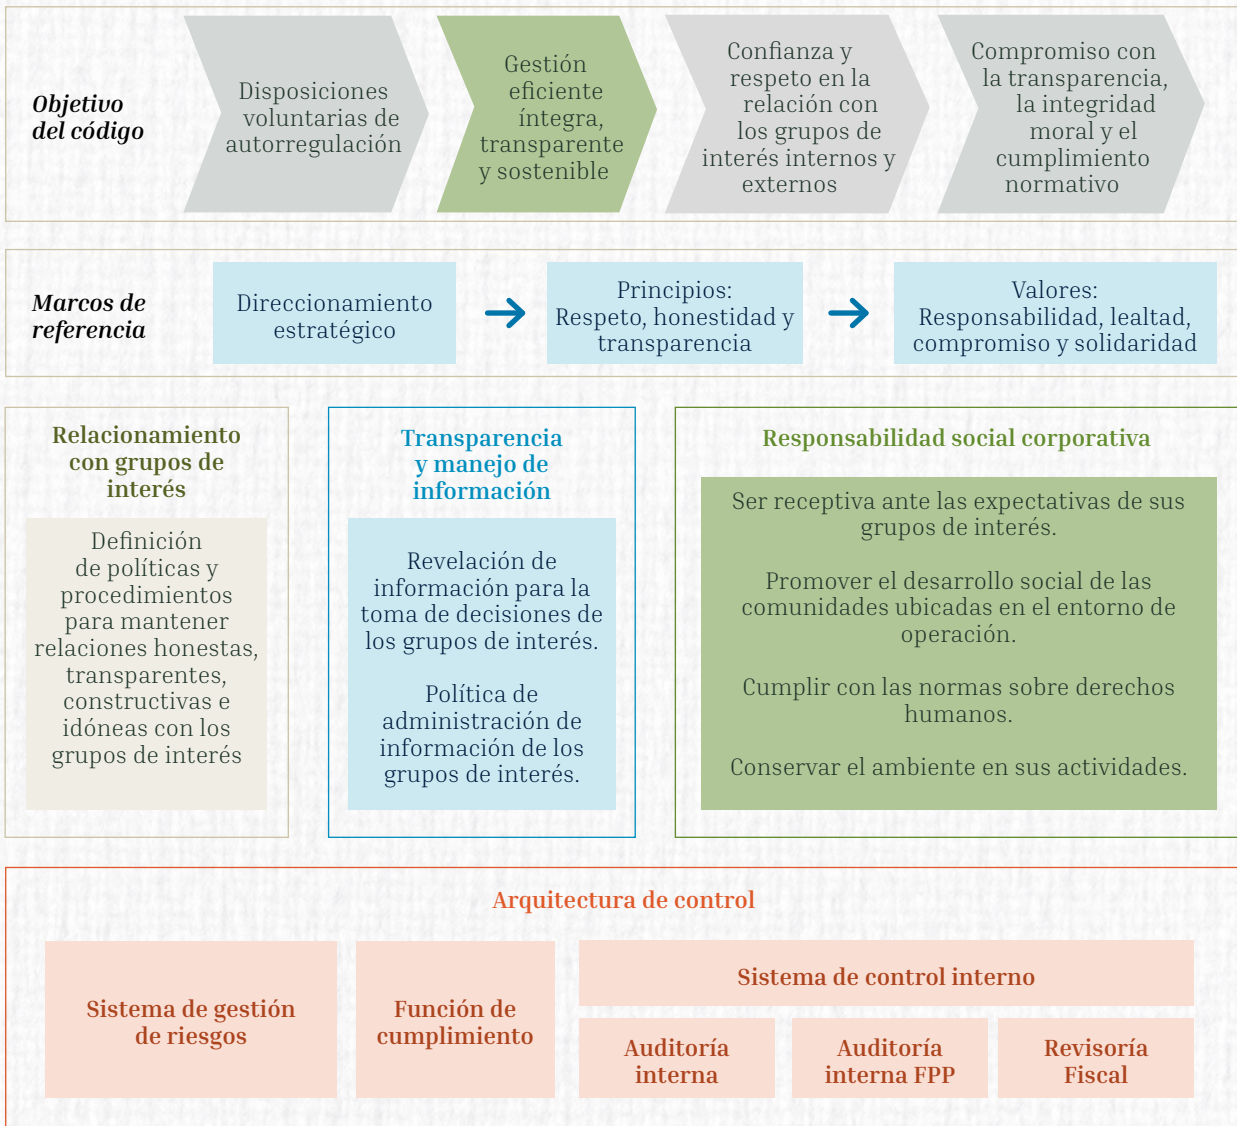 Objetivo
del código
Disposiciones
voluntarias de
autorregulación
Gestión
eficiente
íntegra,
transparente
y sostenible
Confianza y
respeto en la
relación con
los grupos de
interés internos y
externos
Compromiso con
la transparencia,
la integridad
moral y el
cumplimiento
normativo
Marcos de
referencia
Direccionamiento
estratégico
Principios:
Respeto, honestidad y
transparencia
Valores:
Responsabilidad, lealtad,
compromiso y solidaridad
Relacionamiento
con grupos de
interés
Definición
de políticas y
procedimientos
para mantener
relaciones honestas,
transparentes,
constructivas e
idóneas con los
grupos de interés
Transparencia
y manejo de
información
Revelación de
información para la
toma de decisiones de
los grupos de interés.
Política de
administración de
información de los
grupos de interés.
Responsabilidad social corporativa
Ser receptiva ante las expectativas de sus
grupos de interés.
Promover el desarrollo social de las
comunidades ubicadas en el entorno de
operación.
Cumplir con las normas sobre derechos
humanos.
Conservar el ambiente en sus actividades.
Arquitectura de control
Sistema de gestión
de riesgos
Función de
cumplimiento
Sistema de control interno
Auditoría
interna
Auditoría
interna FPP
Revisoría
Fiscal